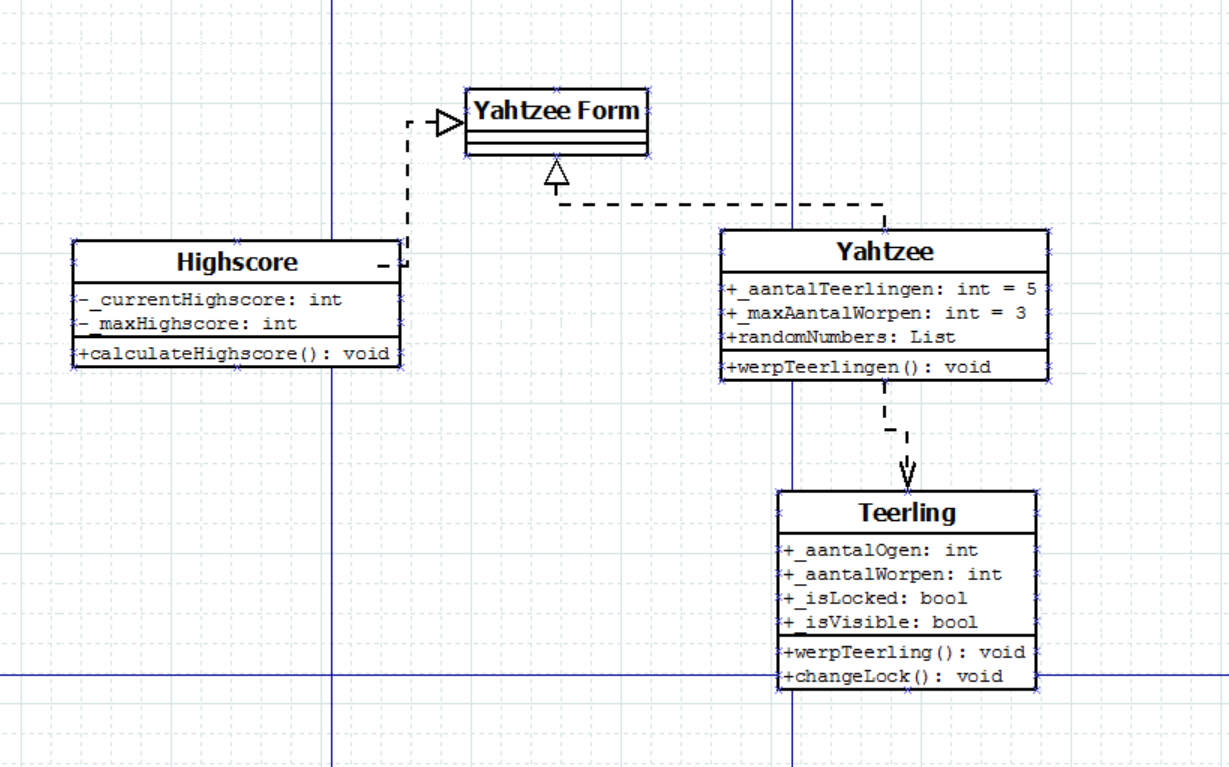 Yahtzee Form
Highscore
-_currentHighscore: int
-_maxHighscore: int
+calculateHighscore(): void
Yahtzee
+_aantalTeerlingen: int = 5
+_maxAantalWorpen: int = 3
+randomNumbers: List
+werpTeerlingen(): void
Teerling
+_aantalOgen: int
+_aantalWorpen: int
+_isLocked: bool
+_isVisible: bool
+werpTeerling(): void
+changeLock(): void